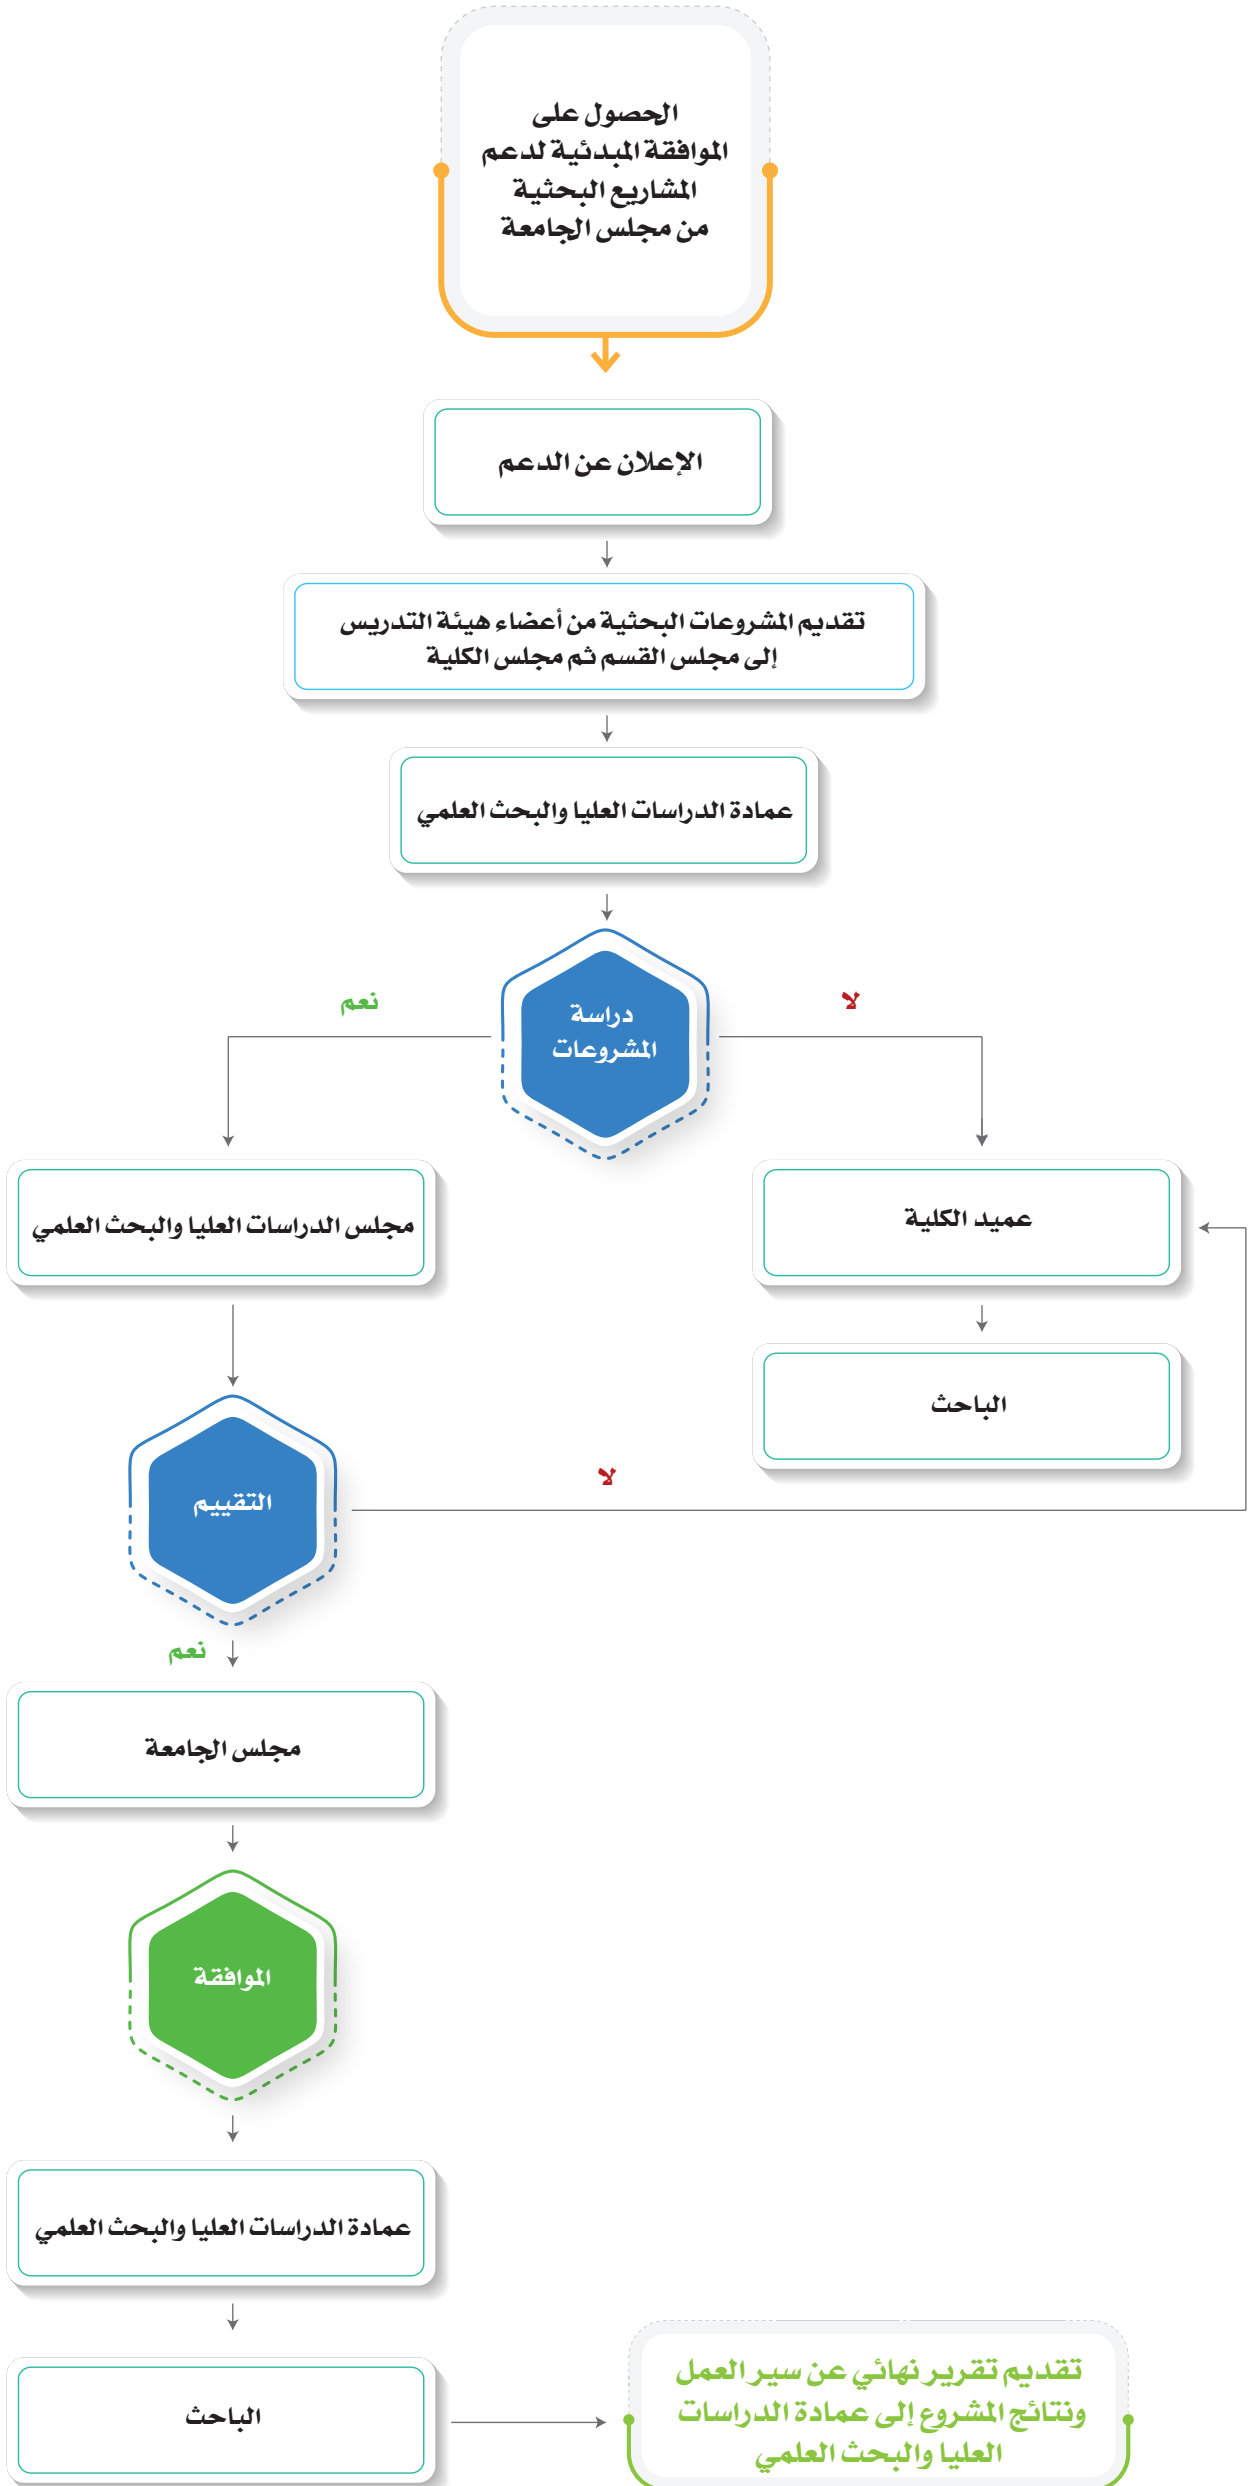 الحصول على
الموافقة المبدئية لدعم
المشاريع البحثية
من مجلس الجامعة
الإعلان عن الدعم
تقديم المشروعات البحثية من أعضاء هيئة التدريس
إلى مجلس القسم ثم مجلس الكلية
عمادة الدراسات العليا والبحث العلمي
دراسة
المشروعات
لا
نعم
عميد الكلية
مجلس الدراسات العليا والبحث العلمي
الباحث
التقييم
لا
نعم
مجلس الجامعة
الموافقة
عمادة الدراسات العليا والبحث العلمي
الباحث
تقديم تقرير نهائي عن سير العمل
ونتائج المشروع إلى عمادة الدراسات
العليا والبحث العلمي